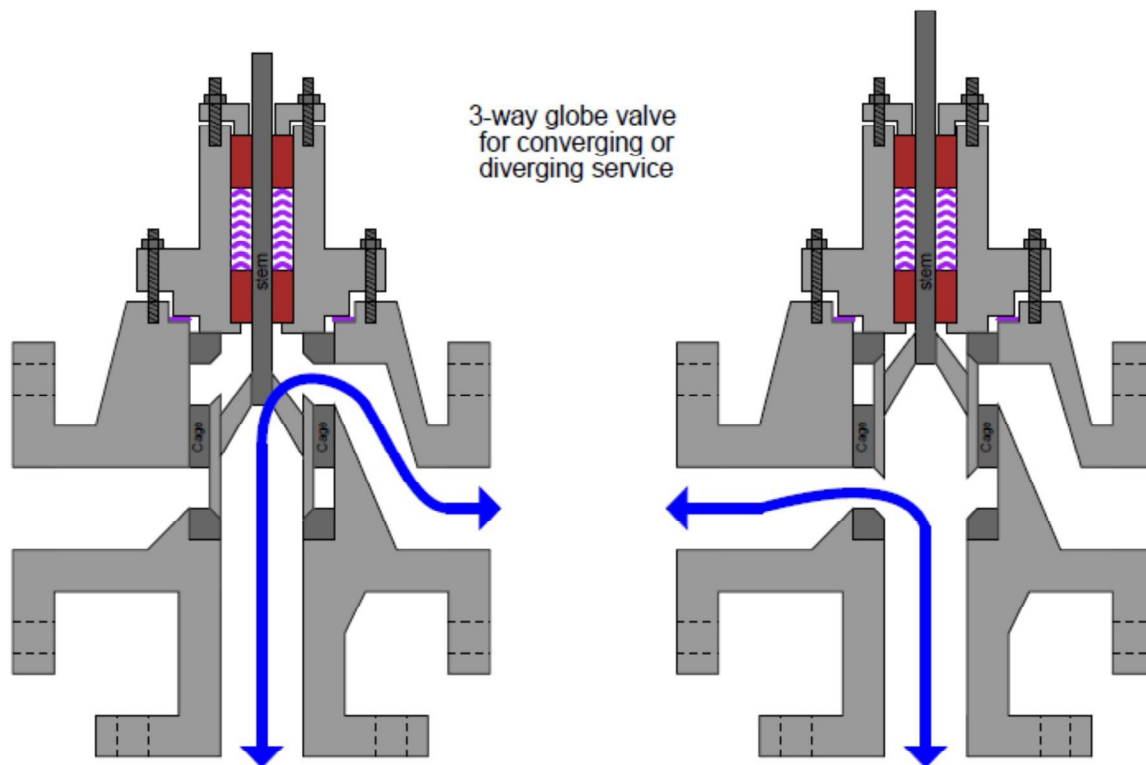 3-way globe valve
for converging or
diverging service
stem
stem
Cage
Cage
Cage
Cage